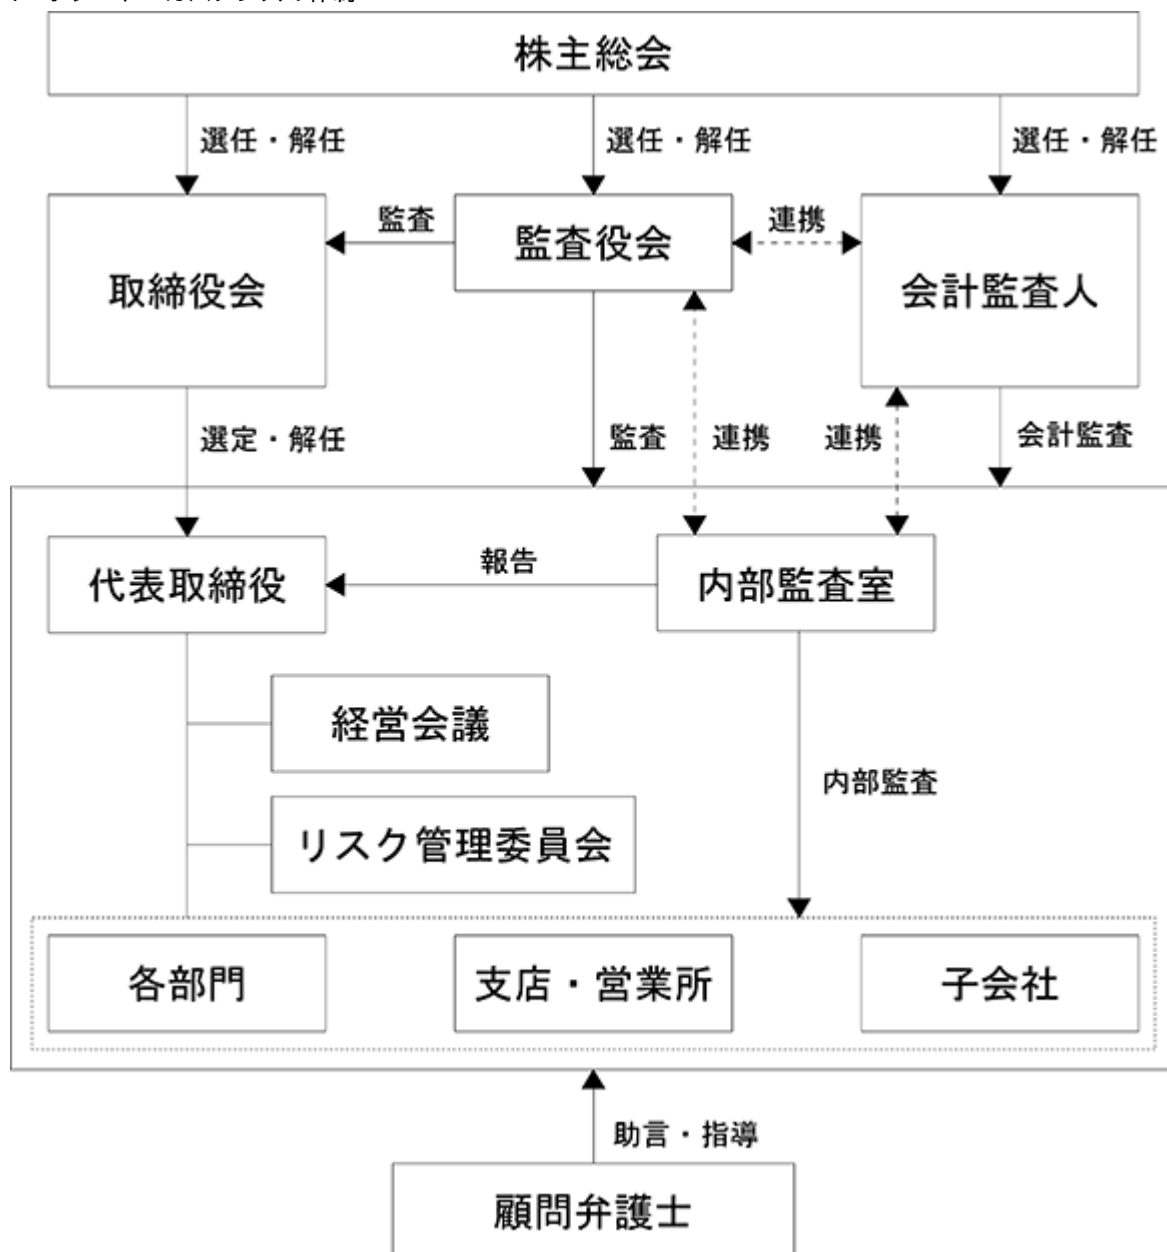 株主総会
選任・解任
選任・解任
選任・解任
取締役会
監査
監査役会
連携
会計監査人
選定・解任
監査
連携
連携
会計監査
代表取締役
報告
内部監査室
経営会議
内部監査
リスク管理委員会
各部門
支店・営業所
子会社
助言・指導
顧問弁護士